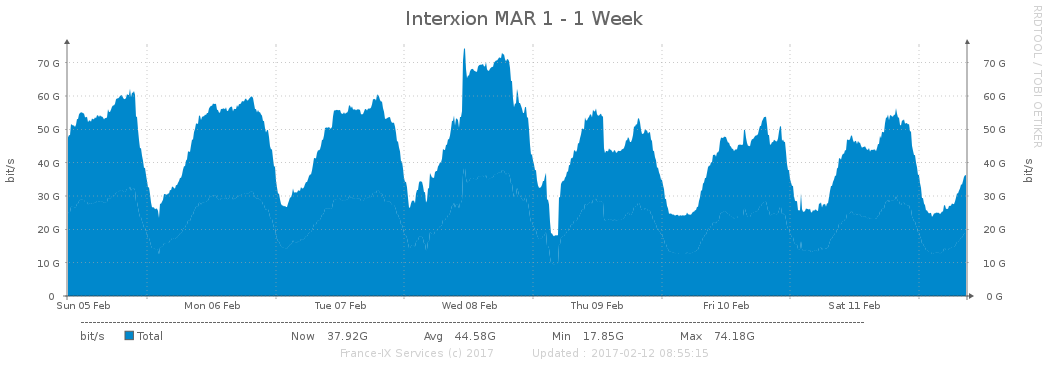 Interxion MAR 1 - 1 Week
RRDTOOL / TOBI OETIKER
bit/s
bit/s
70 G 70 G
60 G 60 G
50 G 50 G
40 G 40 G
30 G 30 G
20 G 20 G
10 G 10 G
0 0 G
Sun 05 Feb Mon 06 Feb Tue 07 Feb Wed 08 Feb Thu 09 Feb Fri 10 Feb Sat 11 Feb
bit/s Total Now 37.92G Avg 44.58G Min 17.85G Max 74.18G
France-IX Services (c) 2017 Updated : 2017-02-12 08:55:15